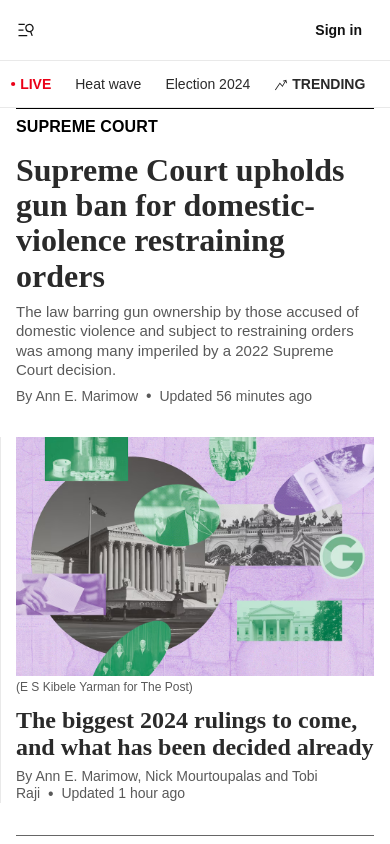 Sign in
• LIVE Heat wave Election 2024 TRENDING
SUPREME COURT
Supreme Court upholds
gun ban for domestic-
violence restraining
orders
The law barring gun ownership by those accused of
domestic violence and subject to restraining orders
was among many imperiled by a 2022 Supreme
Court decision.
By Ann E. Marimow • Updated 56 minutes ago
G
(E S Kibele Yarman for The Post)
The biggest 2024 rulings to come,
and what has been decided already
By Ann E. Marimow, Nick Mourtoupalas and Tobi
Raji • Updated 1 hour ago